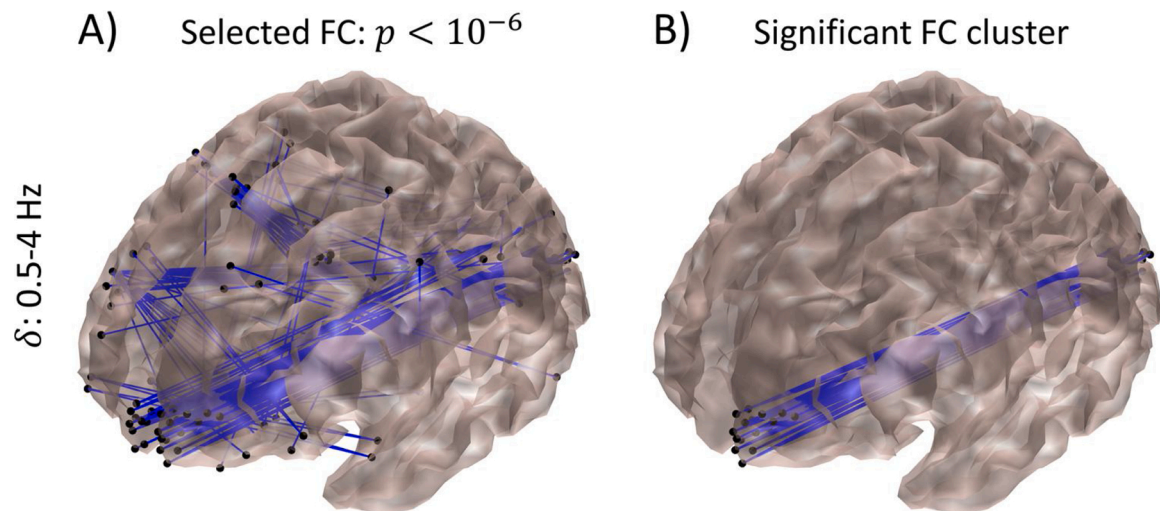 A) Selected FC: p < 10⁻⁶
B) Significant FC cluster
δ: 0.5-4 Hz